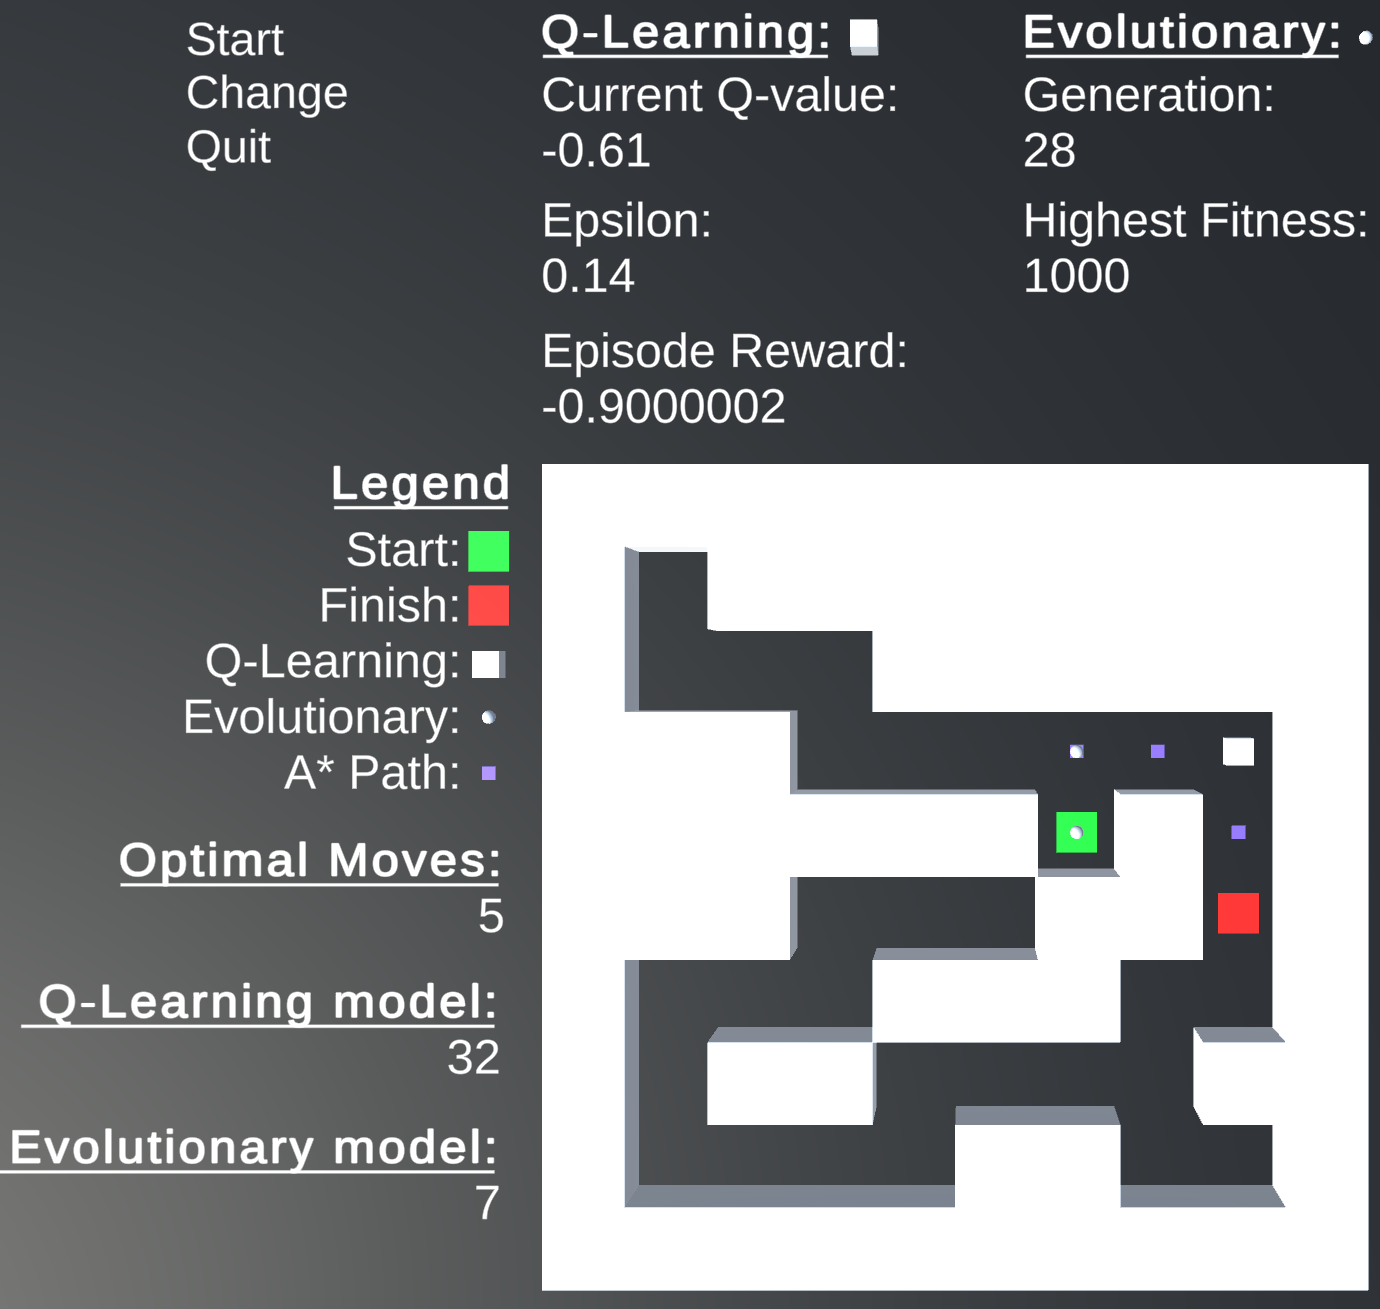 Start
Change
Quit
Q-Learning:
Current Q-value:
-0.61
Epsilon:
0.14
Episode Reward:
-0.9000002
Evolutionary:
Generation:
28
Highest Fitness:
1000
Legend
Start:
Finish:
Q-Learning:
Evolutionary:
A* Path:
Optimal Moves:
5
Q-Learning model:
32
Evolutionary model:
7